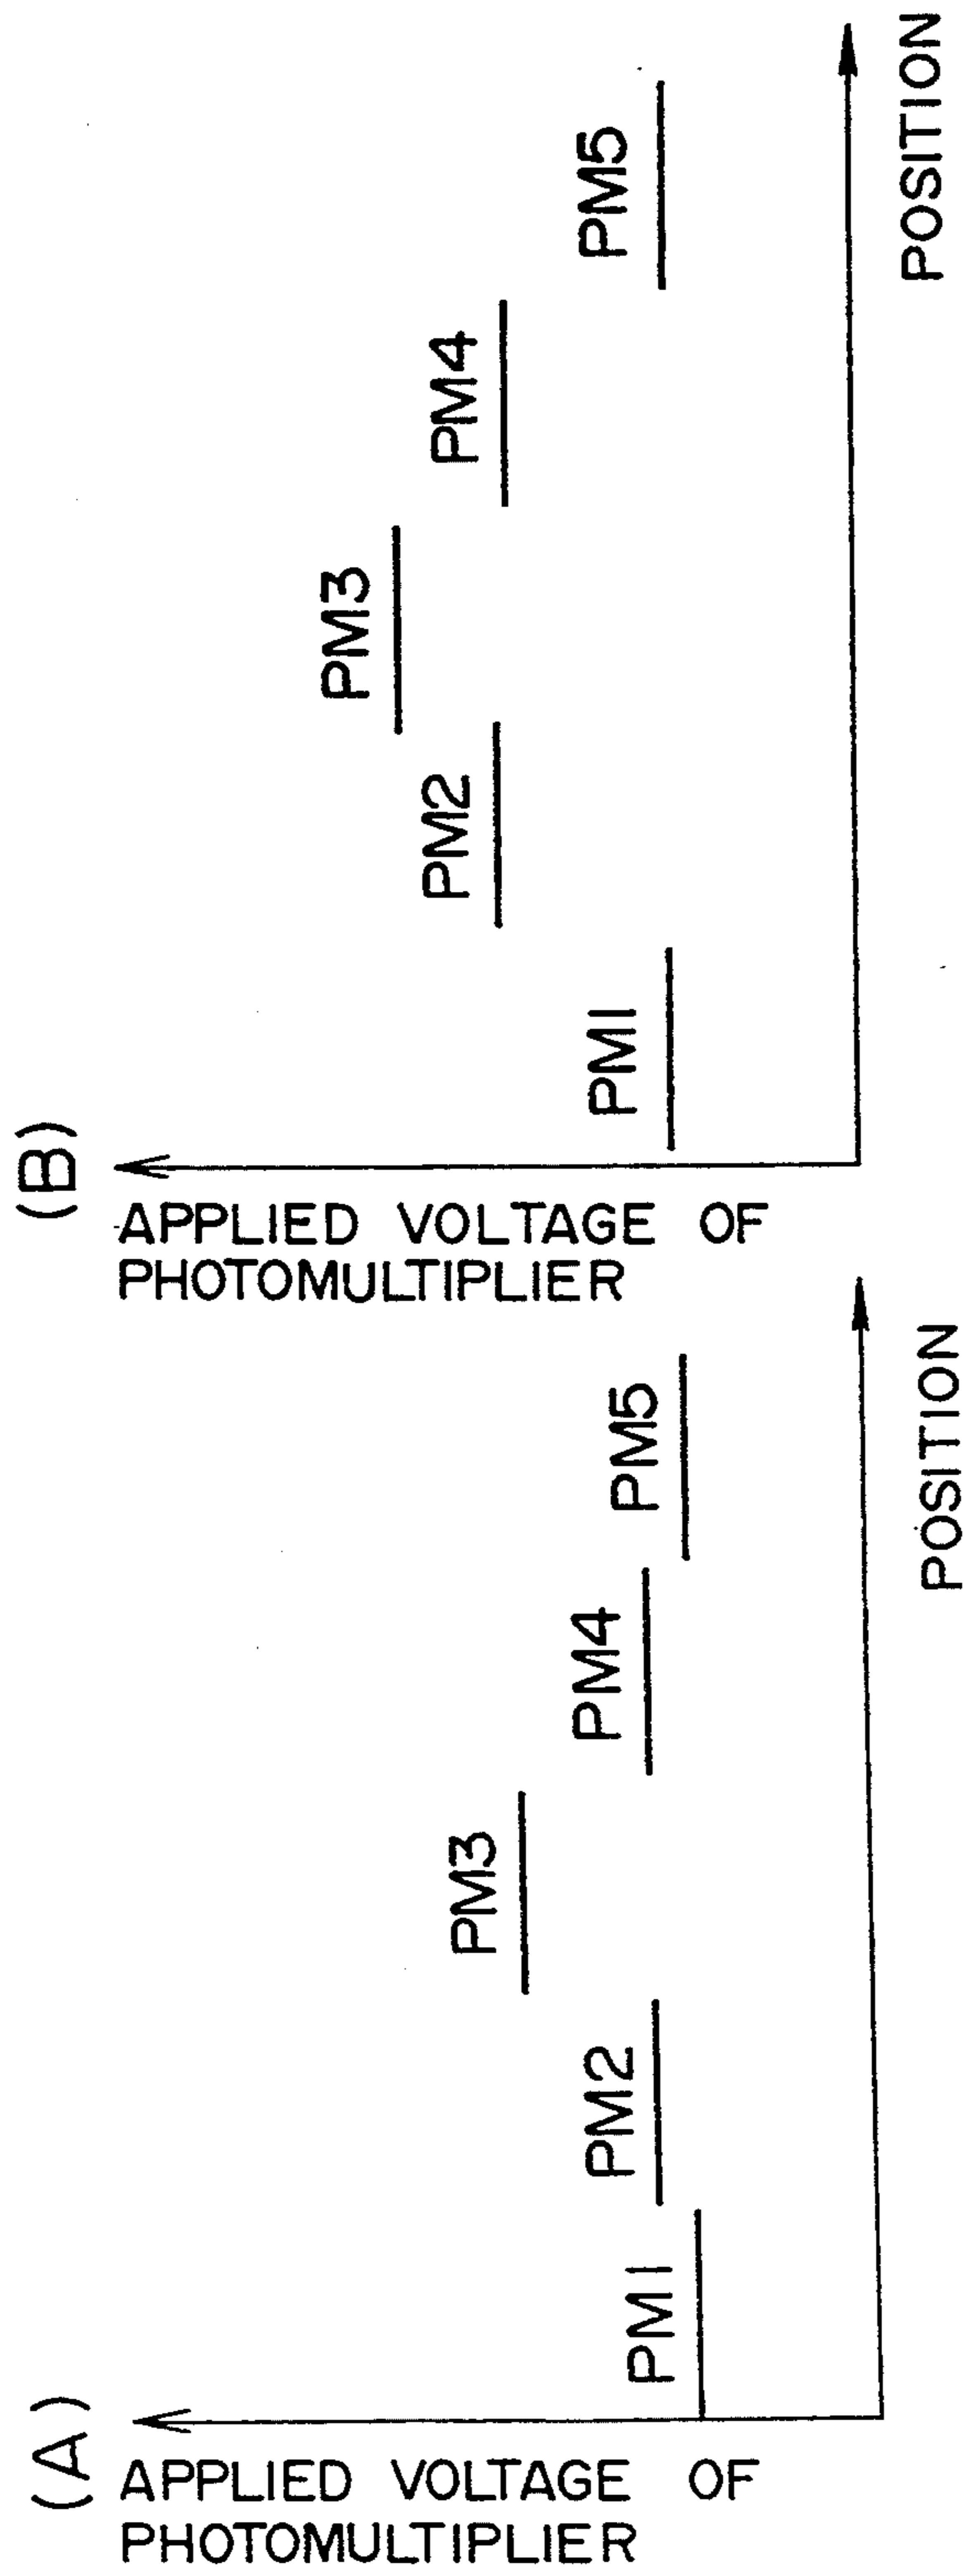 (A)
APPLIED VOLTAGE OF
PHOTOMULTIPLIER
PM1
PM2
PM3
PM4
PM5
POSITION
(B)
APPLIED VOLTAGE OF
PHOTOMULTIPLIER
PM1
PM2
PM3
PM4
PM5
POSITION